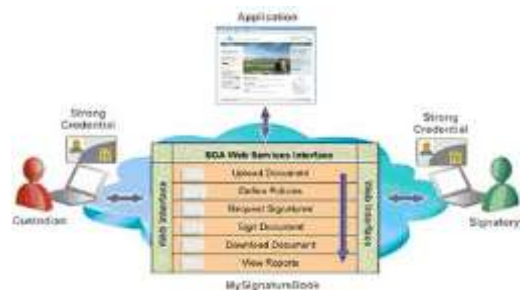 Application
Strong
Credential
Strong
Credential
SOA Web Services Interface
Upload Document
Define Policies
Request Signatures
Sign Document
Download Document
View Reports
Web Interface
Web Interface
Custodian
Signatory
MySignatureBook